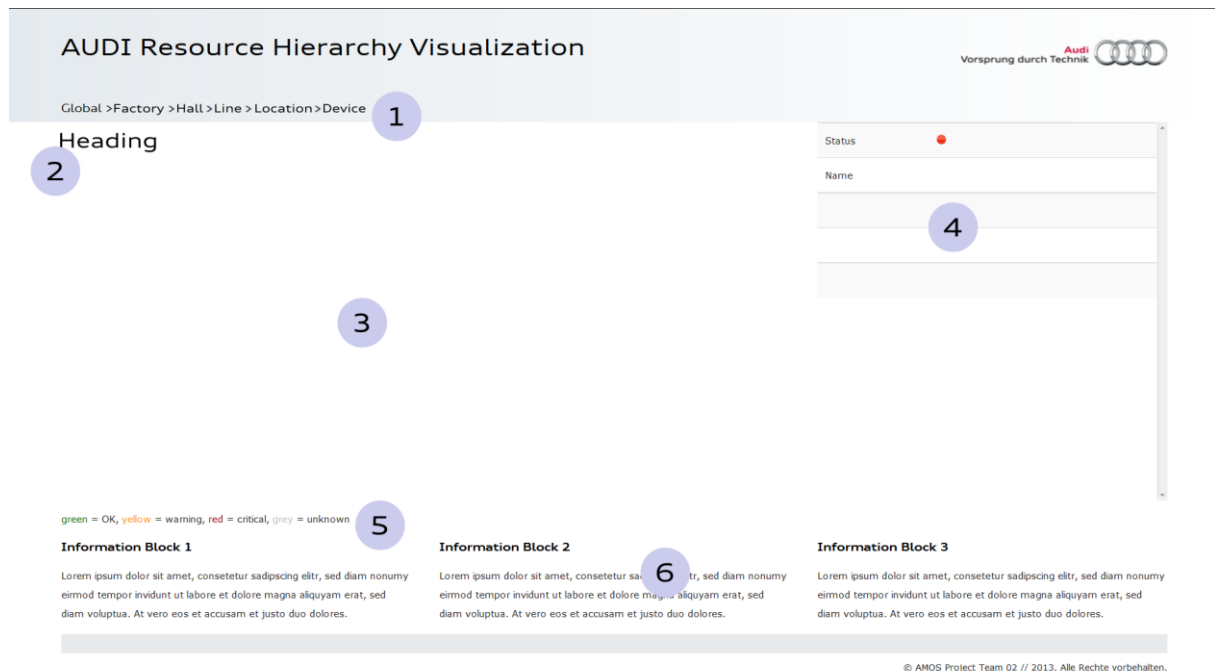 AUDI Resource Hierarchy Visualization
Audi
Vorsprung durch Technik
Global >Factory >Hall >Line >Location >Device
1
Heading
2
Status
Name
4
3
green = OK, yellow = warning, red = critical, grey = unknown
5
Information Block 1
Lorem ipsum dolor sit amet, consetetur sadipscing elitr, sed diam nonumy
eirmod tempor invidunt ut labore et dolore magna aliquyam erat, sed
diam voluptua. At vero eos et accusam et justo duo dolores.
Information Block 2
Lorem ipsum dolor sit amet, consetetur sa tr, sed diam nonumy
eirmod tempor invidunt ut labore et dolore magna aliquyam erat, sed
diam voluptua. At vero eos et accusam et justo duo dolores.
6
Information Block 3
Lorem ipsum dolor sit amet, consetetur sadipscing elitr, sed diam nonumy
eirmod tempor invidunt ut labore et dolore magna aliquyam erat, sed
diam voluptua. At vero eos et accusam et justo duo dolores.
© AMOS Project Team 02 // 2013. Alle Rechte vorbehalten.